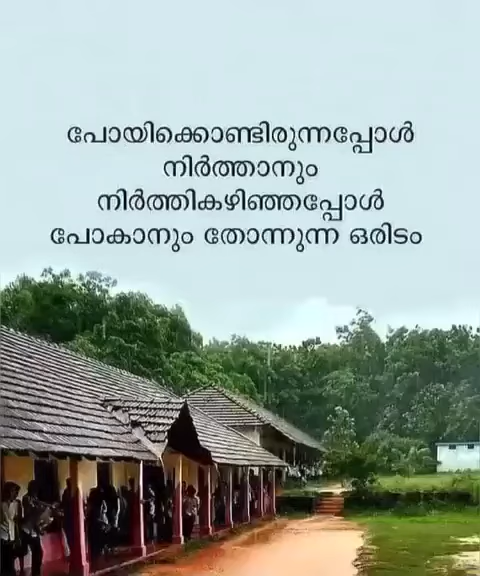 പോയിക്കൊണ്ടിരുന്നപ്പോൾ
നിർത്താനും
നിർത്തികഴിഞ്ഞപ്പോൾ
പോകാനും തോന്നുന്ന ഒരിടം